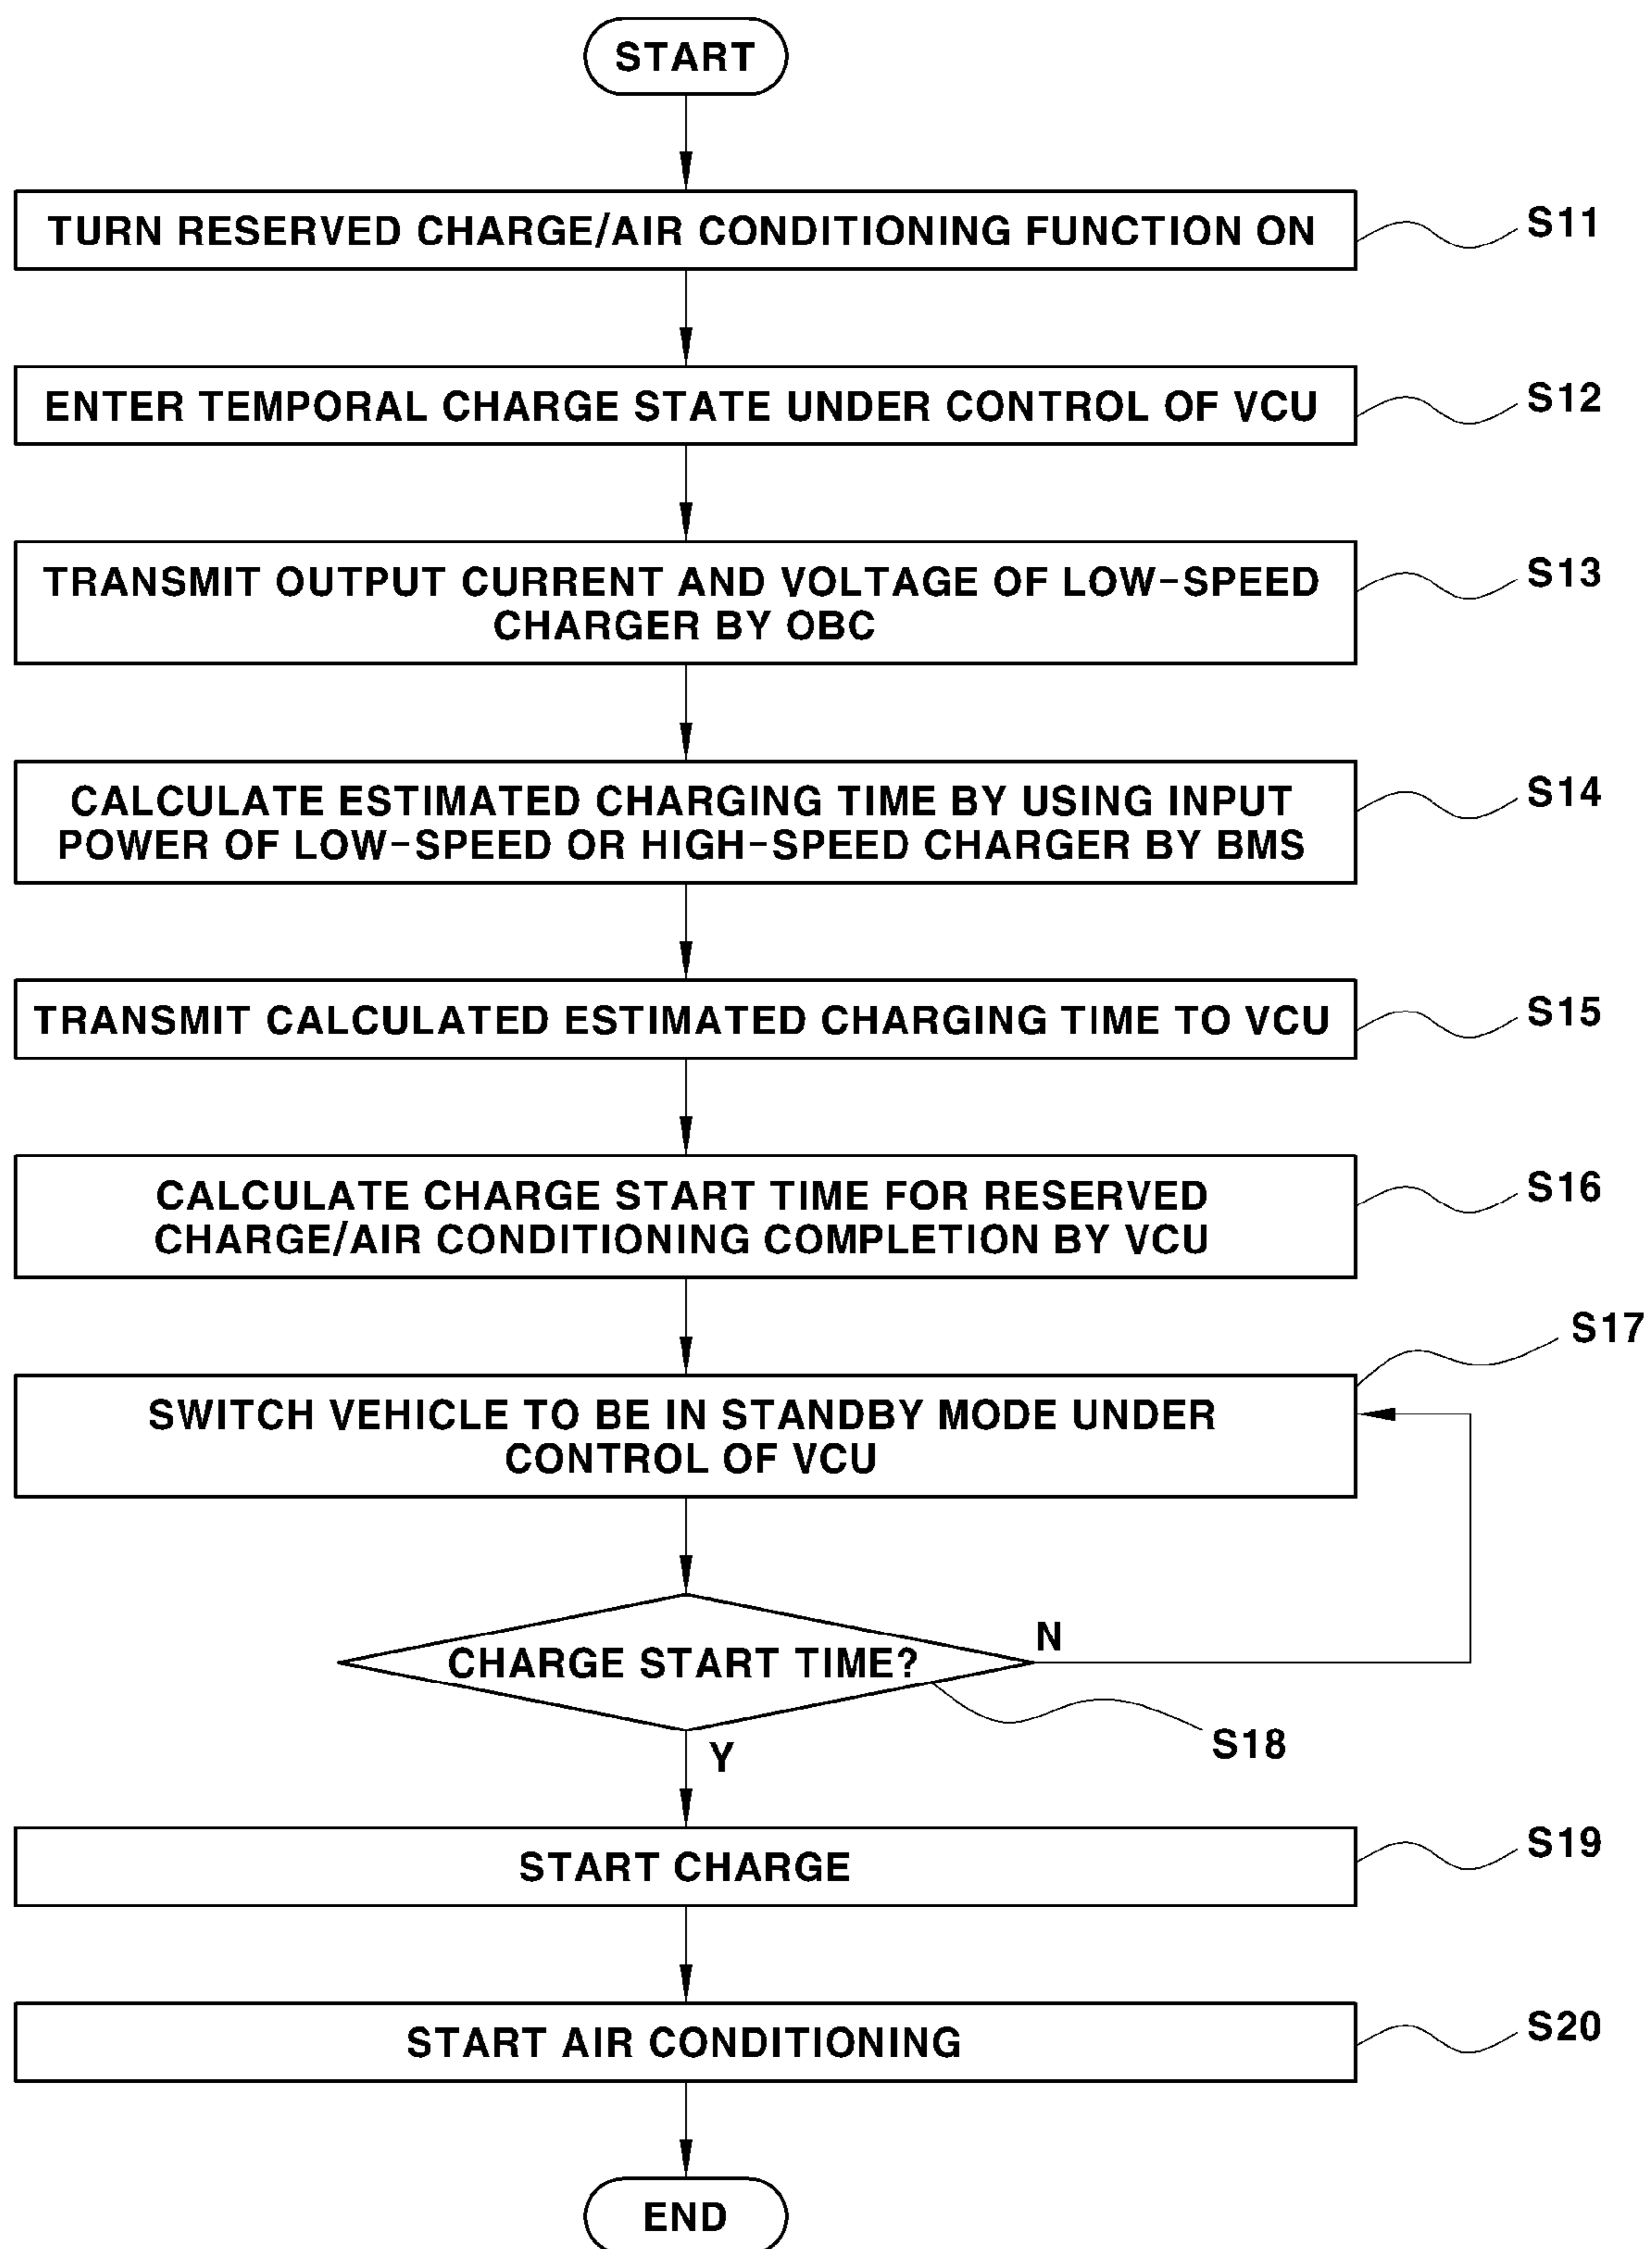 START
TURN RESERVED CHARGE/AIR CONDITIONING FUNCTION ON
S11
ENTER TEMPORAL CHARGE STATE UNDER CONTROL OF VCU
S12
TRANSMIT OUTPUT CURRENT AND VOLTAGE OF LOW-SPEED
CHARGER BY OBC
S13
CALCULATE ESTIMATED CHARGING TIME BY USING INPUT
POWER OF LOW-SPEED OR HIGH-SPEED CHARGER BY BMS
S14
TRANSMIT CALCULATED ESTIMATED CHARGING TIME TO VCU
S15
CALCULATE CHARGE START TIME FOR RESERVED
CHARGE/AIR CONDITIONING COMPLETION BY VCU
S16
S17
SWITCH VEHICLE TO BE IN STANDBY MODE UNDER
CONTROL OF VCU
CHARGE START TIME?
N
S18
Y
START CHARGE
S19
START AIR CONDITIONING
S20
END